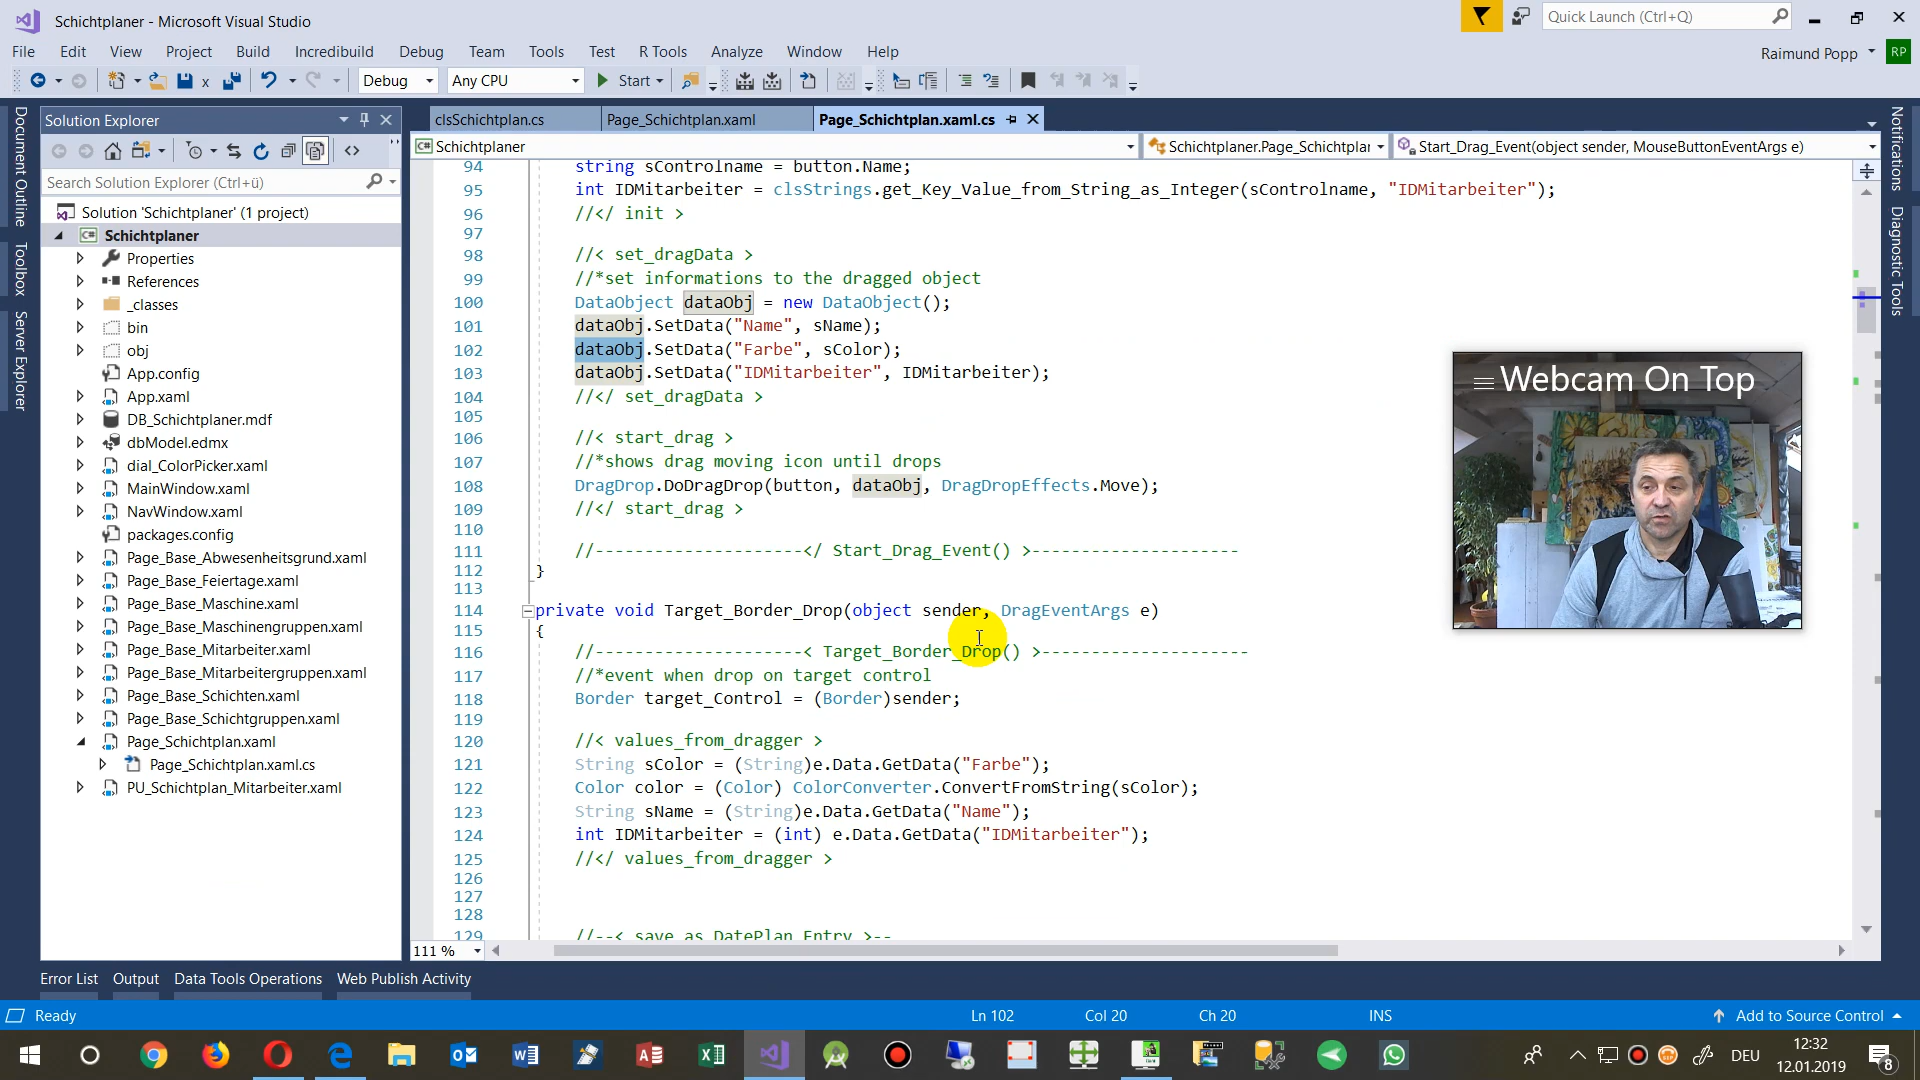 Schichtplaner - Microsoft Visual Studio
Quick Launch (Ctrl+Q)
File Edit View Project Build Incredibuild Debug Team Tools Test R Tools Analyze Window Help
Raimund Popp
RP
Debug
Any CPU
Start
Document Outline
Toolbox
Server Explorer
Solution Explorer
Search Solution Explorer (Ctrl+ü)
Solution 'Schichtplaner' (1 project)
Schichtplaner
Properties
References
_classes
bin
obj
App.config
App.xaml
DB_Schichtplaner.mdf
dbModel.edmx
dial_ColorPicker.xaml
MainWindow.xaml
NavWindow.xaml
packages.config
Page_Base_Abwesenheitsgrund.xaml
Page_Base_Feiertage.xaml
Page_Base_Maschine.xaml
Page_Base_Maschinengruppen.xaml
Page_Base_Mitarbeiter.xaml
Page_Base_Mitarbeitergruppen.xaml
Page_Base_Schichten.xaml
Page_Base_Schichtgruppen.xaml
Page_Schichtplan.xaml
Page_Schichtplan.xaml.cs
PU_Schichtplan_Mitarbeiter.xaml
clsSchichtplan.cs
Page_Schichtplan.xaml
Page_Schichtplan.xaml.cs
Schichtplaner
Schichtplaner.Page_Schichtplar
Start_Drag_Event(object sender, MouseButtonEventArgs e)
94 string sControlname = button.Name;
95 int IDMitarbeiter = clsStrings.get_Key_Value_from_String_as_Integer(sControlname, "IDMitarbeiter");
96 //</ init >
97
98 //< set_dragData >
99 //*set informations to the dragged object
100 DataObject dataObj = new DataObject();
101 dataObj.SetData("Name", sName);
102 dataObj.SetData("Farbe", sColor);
103 dataObj.SetData("IDMitarbeiter", IDMitarbeiter);
104 //</ set_dragData >
105
106 //< start_drag >
107 //*shows drag moving icon until drops
108 DragDrop.DoDragDrop(button, dataObj, DragDropEffects.Move);
109 //</ start_drag >
110
111 //---------------------</ Start_Drag_Event() >---------------------
112 }
113
114 private void Target_Border_Drop(object sender, DragEventArgs e)
115 {
116 //---------------------< Target_Border_Drop() >---------------------
117 //*event when drop on target control
118 Border target_Control = (Border)sender;
119
120 //< values_from_dragger >
121 String sColor = (String)e.Data.GetData("Farbe");
122 Color color = (Color) ColorConverter.ConvertFromString(sColor);
123 String sName = (String)e.Data.GetData("Name");
124 int IDMitarbeiter = (int) e.Data.GetData("IDMitarbeiter");
125 //</ values_from_dragger >
126
127
128
129 //--< save as DatePlan Entry >--
111 %
Webcam On Top
Notifications
Diagnostic Tools
Error List Output Data Tools Operations Web Publish Activity
Ready
Ln 102 Col 20 Ch 20 INS
Add to Source Control
DEU
12:32
12.01.2019
8